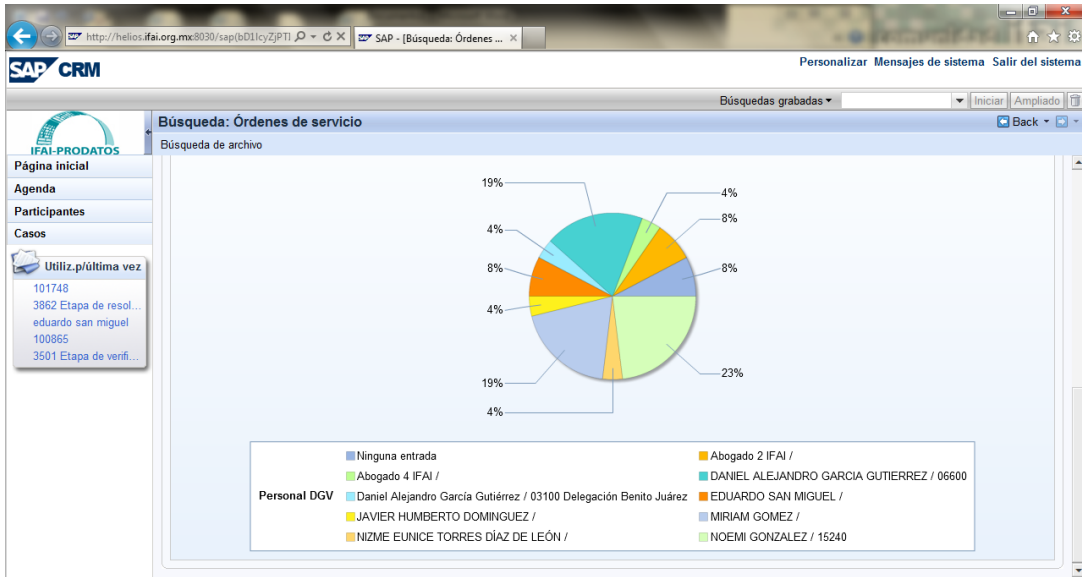 http://helios.ifai.org.mx:8030/sap(bD1lcyZjPTI
SAP - [Búsqueda: Órdenes ...
SAP CRM
Personalizar Mensajes de sistema Salir del sistema
Búsquedas grabadas
Iniciar Ampliado
IFAI-PRODATOS
Búsqueda: Órdenes de servicio
Back
Búsqueda de archivo
Página inicial
Agenda
Participantes
Casos
Utiliz.p/última vez
101748
3862 Etapa de resol...
eduardo san miguel
100865
3501 Etapa de verifi...
19%
4%
4%
8%
8%
8%
4%
19%
23%
4%
Personal DGV
Ninguna entrada
Abogado 2 IFAI /
Abogado 4 IFAI /
DANIEL ALEJANDRO GARCIA GUTIERREZ / 06600
Daniel Alejandro García Gutiérrez / 03100 Delegación Benito Juárez
EDUARDO SAN MIGUEL /
JAVIER HUMBERTO DOMINGUEZ /
MIRIAM GOMEZ /
NIZME EUNICE TORRES DÍAZ DE LEÓN /
NOEMI GONZALEZ / 15240